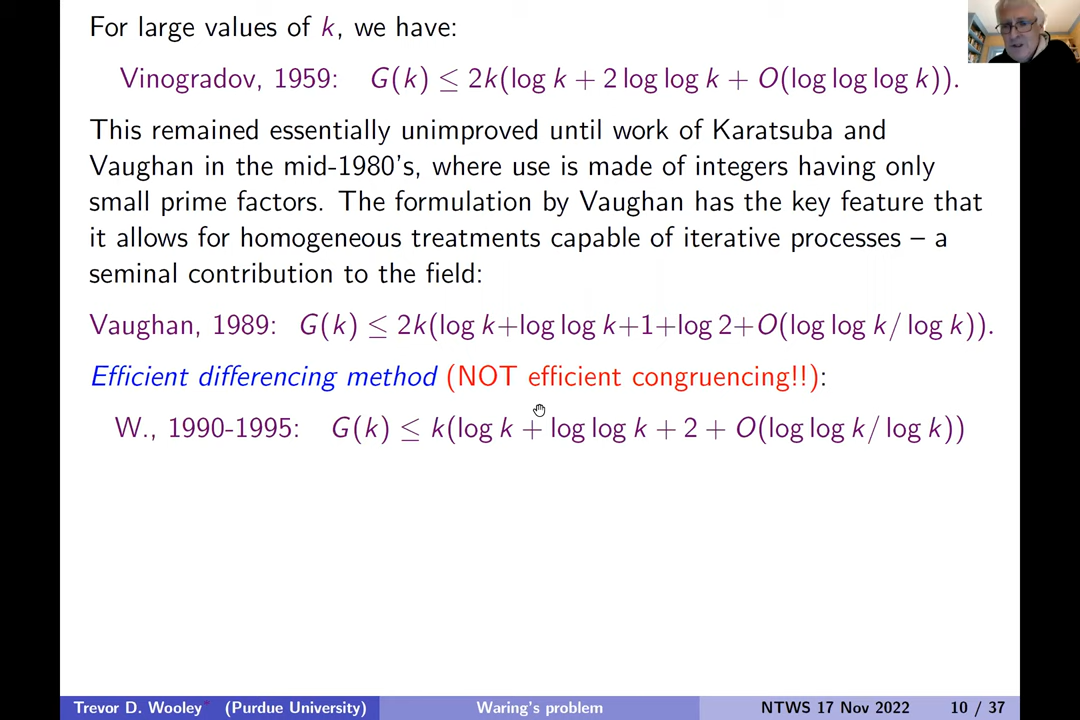 For large values of k, we have:
Vinogradov, 1959: G(k) ≤ 2k(log k + 2 log log k + O(log log log k)).
This remained essentially unimproved until work of Karatsuba and
Vaughan in the mid-1980's, where use is made of integers having only
small prime factors. The formulation by Vaughan has the key feature that
it allows for homogeneous treatments capable of iterative processes – a
seminal contribution to the field:
Vaughan, 1989: G(k) ≤ 2k(log k+log log k+1+log 2+O(log log k/ log k)).
Efficient differencing method (NOT efficient congruencing!!):
W., 1990-1995: G(k) ≤ k(log k + log log k + 2 + O(log log k/ log k))
Trevor D. Wooley* (Purdue University) Waring's problem NTWS 17 Nov 2022 10 / 37